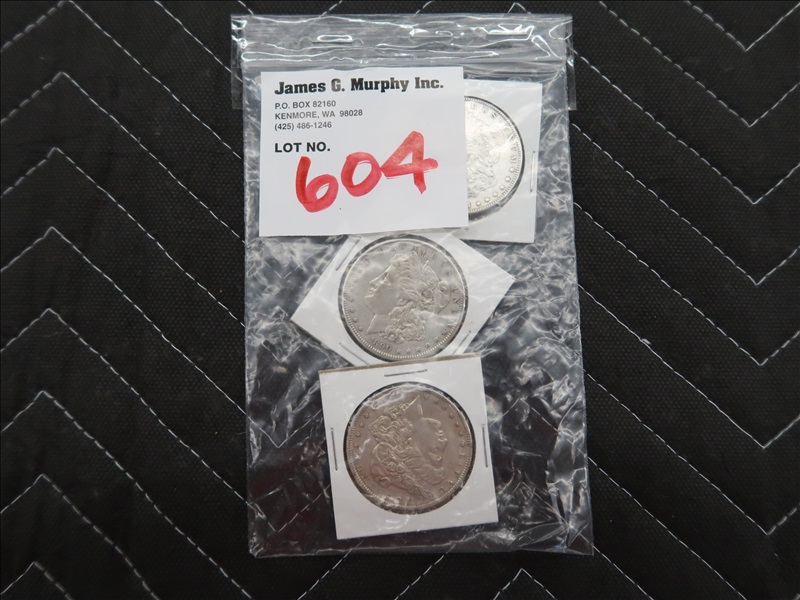 James G. Murphy Inc.
P.O. BOX 82160
KENMORE, WA 98028
(425) 486-1246
LOT NO.
604